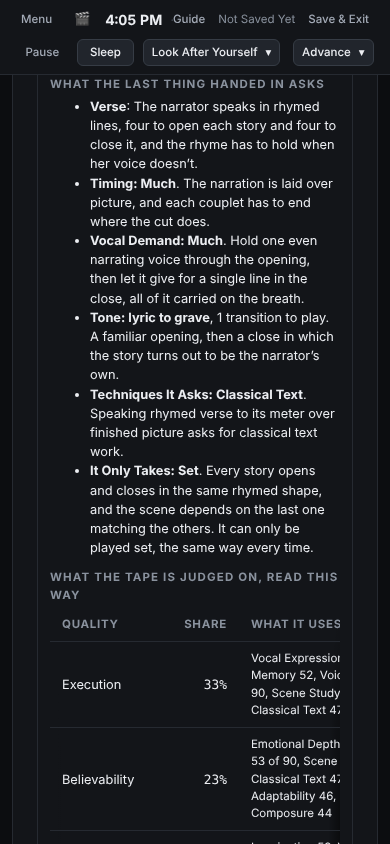 Menu 🎬 4:05 PM Guide Not Saved Yet Save & Exit
Pause Sleep Look After Yourself ▾ Advance ▾
WHAT THE LAST THING HANDED IN ASKS
• Verse: The narrator speaks in rhymed
lines, four to open each story and four to
close it, and the rhyme has to hold when
her voice doesn’t.
• Timing: Much. The narration is laid over
picture, and each couplet has to end
where the cut does.
• Vocal Demand: Much. Hold one even
narrating voice through the opening,
then let it give for a single line in the
close, all of it carried on the breath.
• Tone: lyric to grave, 1 transition to play.
A familiar opening, then a close in which
the story turns out to be the narrator’s
own.
• Techniques It Asks: Classical Text.
Speaking rhymed verse to its meter over
finished picture asks for classical text
work.
• It Only Takes: Set. Every story opens
and closes in the same rhymed shape,
and the scene depends on the last one
matching the others. It can only be
played set, the same way every time.
WHAT THE TAPE IS JUDGED ON, READ THIS
WAY
QUALITY SHARE WHAT IT USES
Execution 33% Vocal Expression
Memory 52, Voic
90, Scene Study
Classical Text 47
Believability 23% Emotional Depth
53 of 90, Scene
Classical Text 47
Adaptability 46,
Composure 44